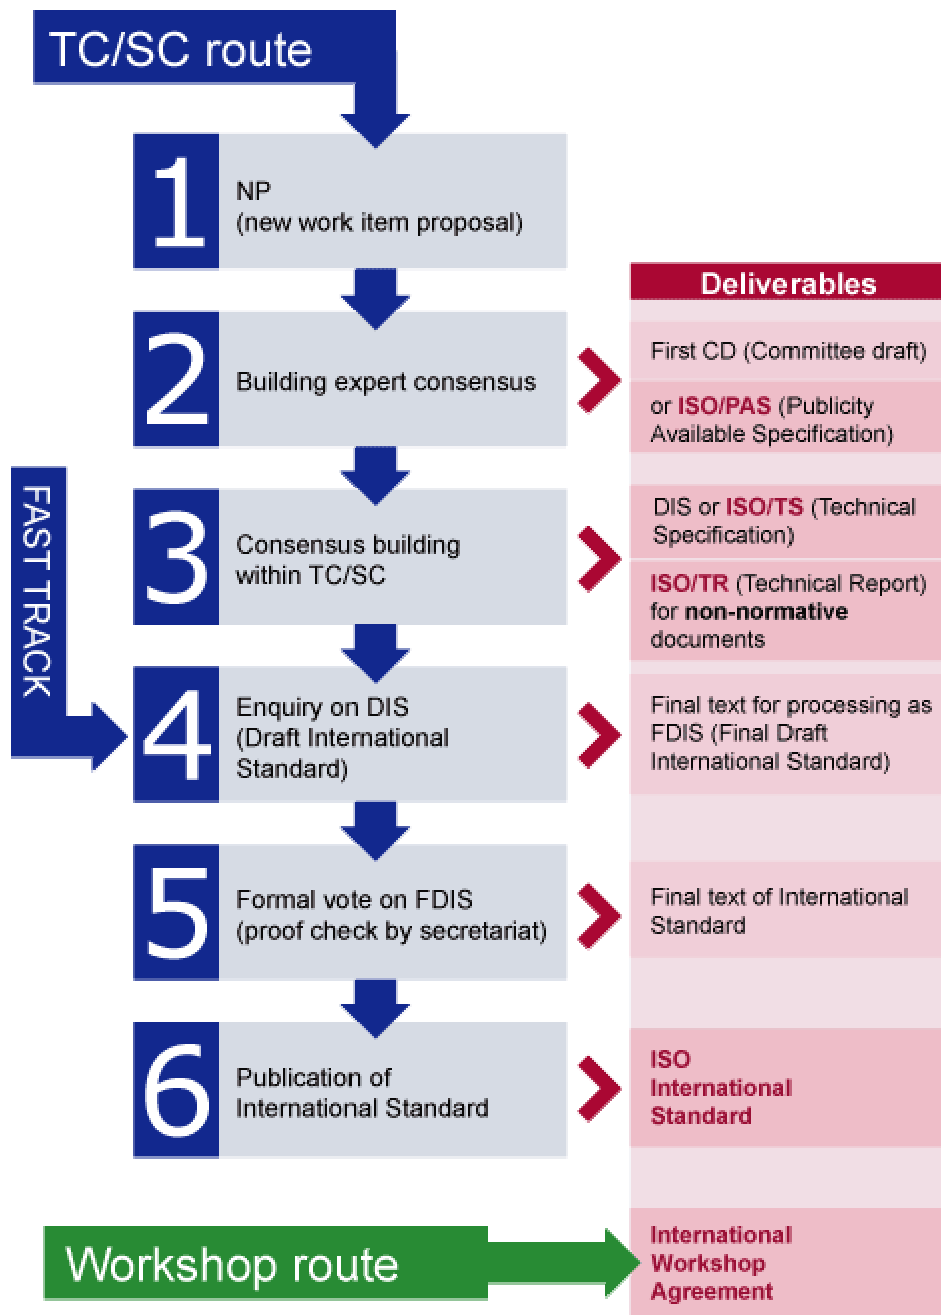 TC/SC route
1
NP
(new work item proposal)
Deliverables
2
Building expert consensus
First CD (Committee draft)
or ISO/PAS (Publicity
Available Specification)
FAST TRACK
3
Consensus building
within TC/SC
DIS or ISO/TS (Technical
Specification)
ISO/TR (Technical Report)
for non-normative
documents
4
Enquiry on DIS
(Draft International
Standard)
Final text for processing as
FDIS (Final Draft
International Standard)
5
Formal vote on FDIS
(proof check by secretariat)
Final text of International
Standard
6
Publication of
International Standard
ISO
International
Standard
Workshop route
International
Workshop
Agreement